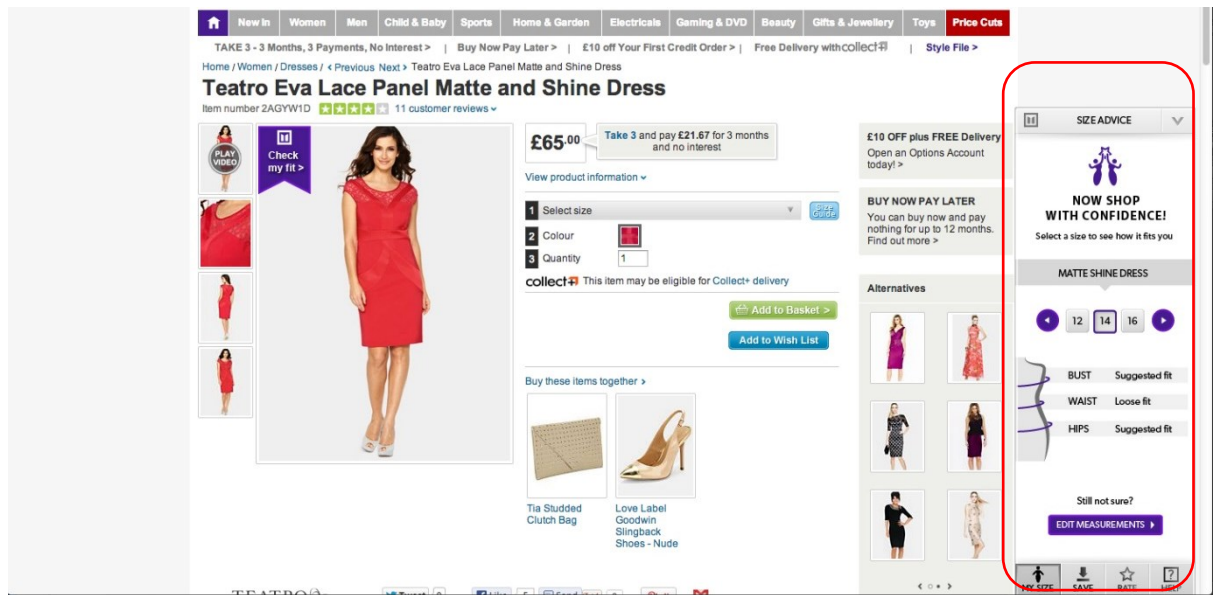 New In Women Men Child & Baby Sports Home & Garden Electricals Gaming & DVD Beauty Gifts & Jewellery Toys Price Cuts
TAKE 3 - 3 Months, 3 Payments, No Interest > | Buy Now Pay Later > | £10 off Your First Credit Order > | Free Delivery with collect+ | Style File >
Home / Women / Dresses / < Previous Next > Teatro Eva Lace Panel Matte and Shine Dress
Teatro Eva Lace Panel Matte and Shine Dress
Item number 2AGYW1D 11 customer reviews
PLAY
VIDEO
Check
my fit >
£65.00
Take 3 and pay £21.67 for 3 months
and no interest
View product information
1 Select size
Size
Guide
2 Colour
3 Quantity 1
collect+ This item may be eligible for Collect+ delivery
Add to Basket >
Add to Wish List
Buy these items together >
Tia Studded
Clutch Bag
Love Label
Goodwin
Slingback
Shoes - Nude
£10 OFF plus FREE Delivery
Open an Options Account
today! >
BUY NOW PAY LATER
You can buy now and pay
nothing for up to 12 months.
Find out more >
Alternatives
SIZE ADVICE
NOW SHOP
WITH CONFIDENCE!
Select a size to see how it fits you
MATTE SHINE DRESS
12 14 16
BUST Suggested fit
WAIST Loose fit
HIPS Suggested fit
Still not sure?
EDIT MEASUREMENTS
MY SIZE SAVE RATE HELP
TEATRO
Tweet 0 Like 5 Send